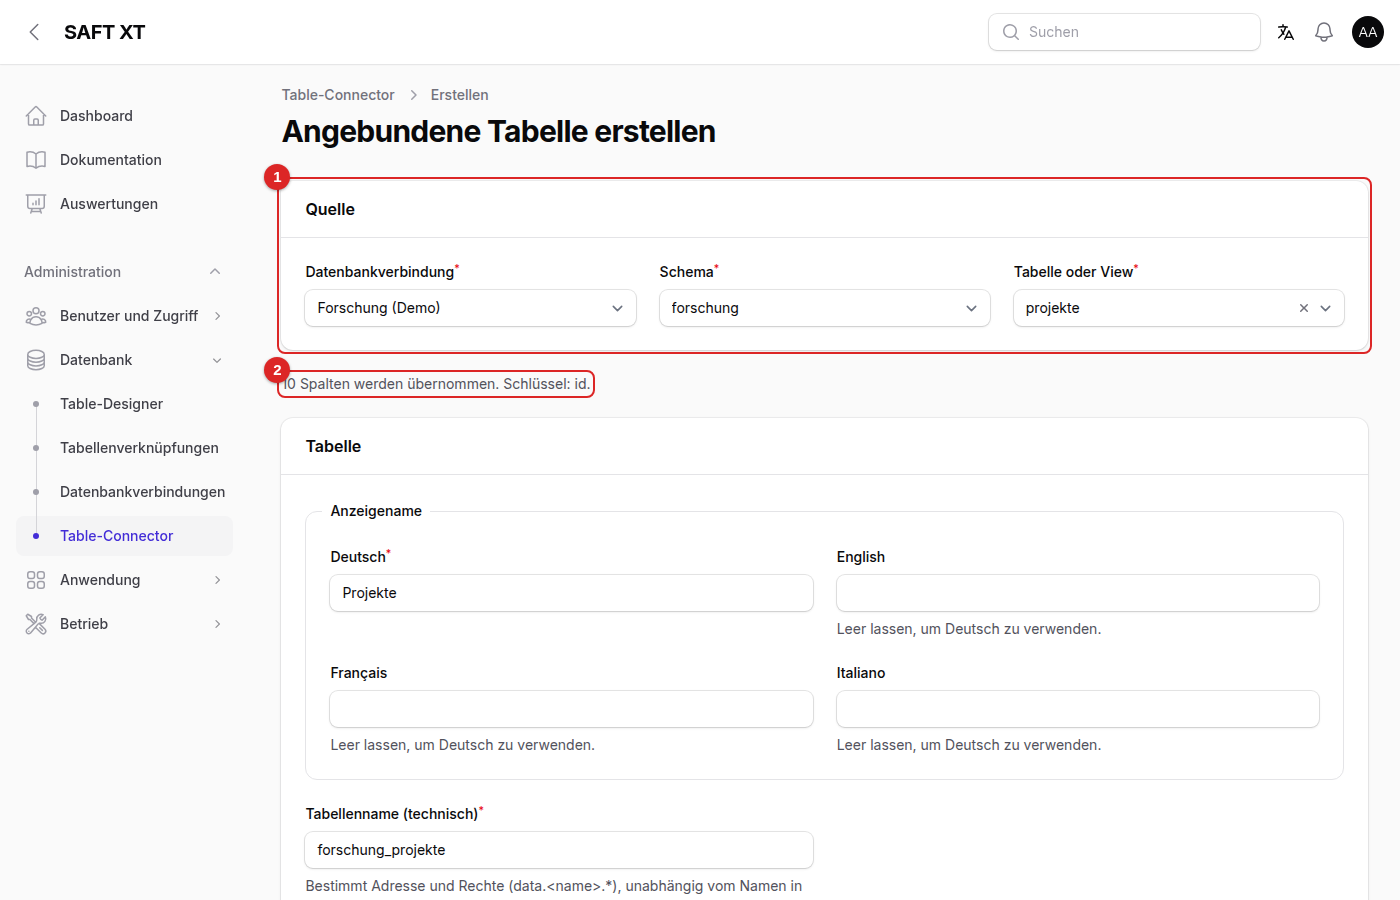 SAFT XT
Suchen
AA
Dashboard
Dokumentation
Auswertungen
Administration
Benutzer und Zugriff
Datenbank
Table-Designer
Tabellenverknüpfungen
Datenbankverbindungen
Table-Connector
Anwendung
Betrieb
Table-Connector > Erstellen
Angebundene Tabelle erstellen
1
Quelle
Datenbankverbindung* Schema* Tabelle oder View*
Forschung (Demo) forschung projekte
2
10 Spalten werden übernommen. Schlüssel: id.
Tabelle
Anzeigename
Deutsch* English
Projekte
Leer lassen, um Deutsch zu verwenden.
Français Italiano
Leer lassen, um Deutsch zu verwenden. Leer lassen, um Deutsch zu verwenden.
Tabellenname (technisch)*
forschung_projekte
Bestimmt Adresse und Rechte (data.<name>.*), unabhängig vom Namen in